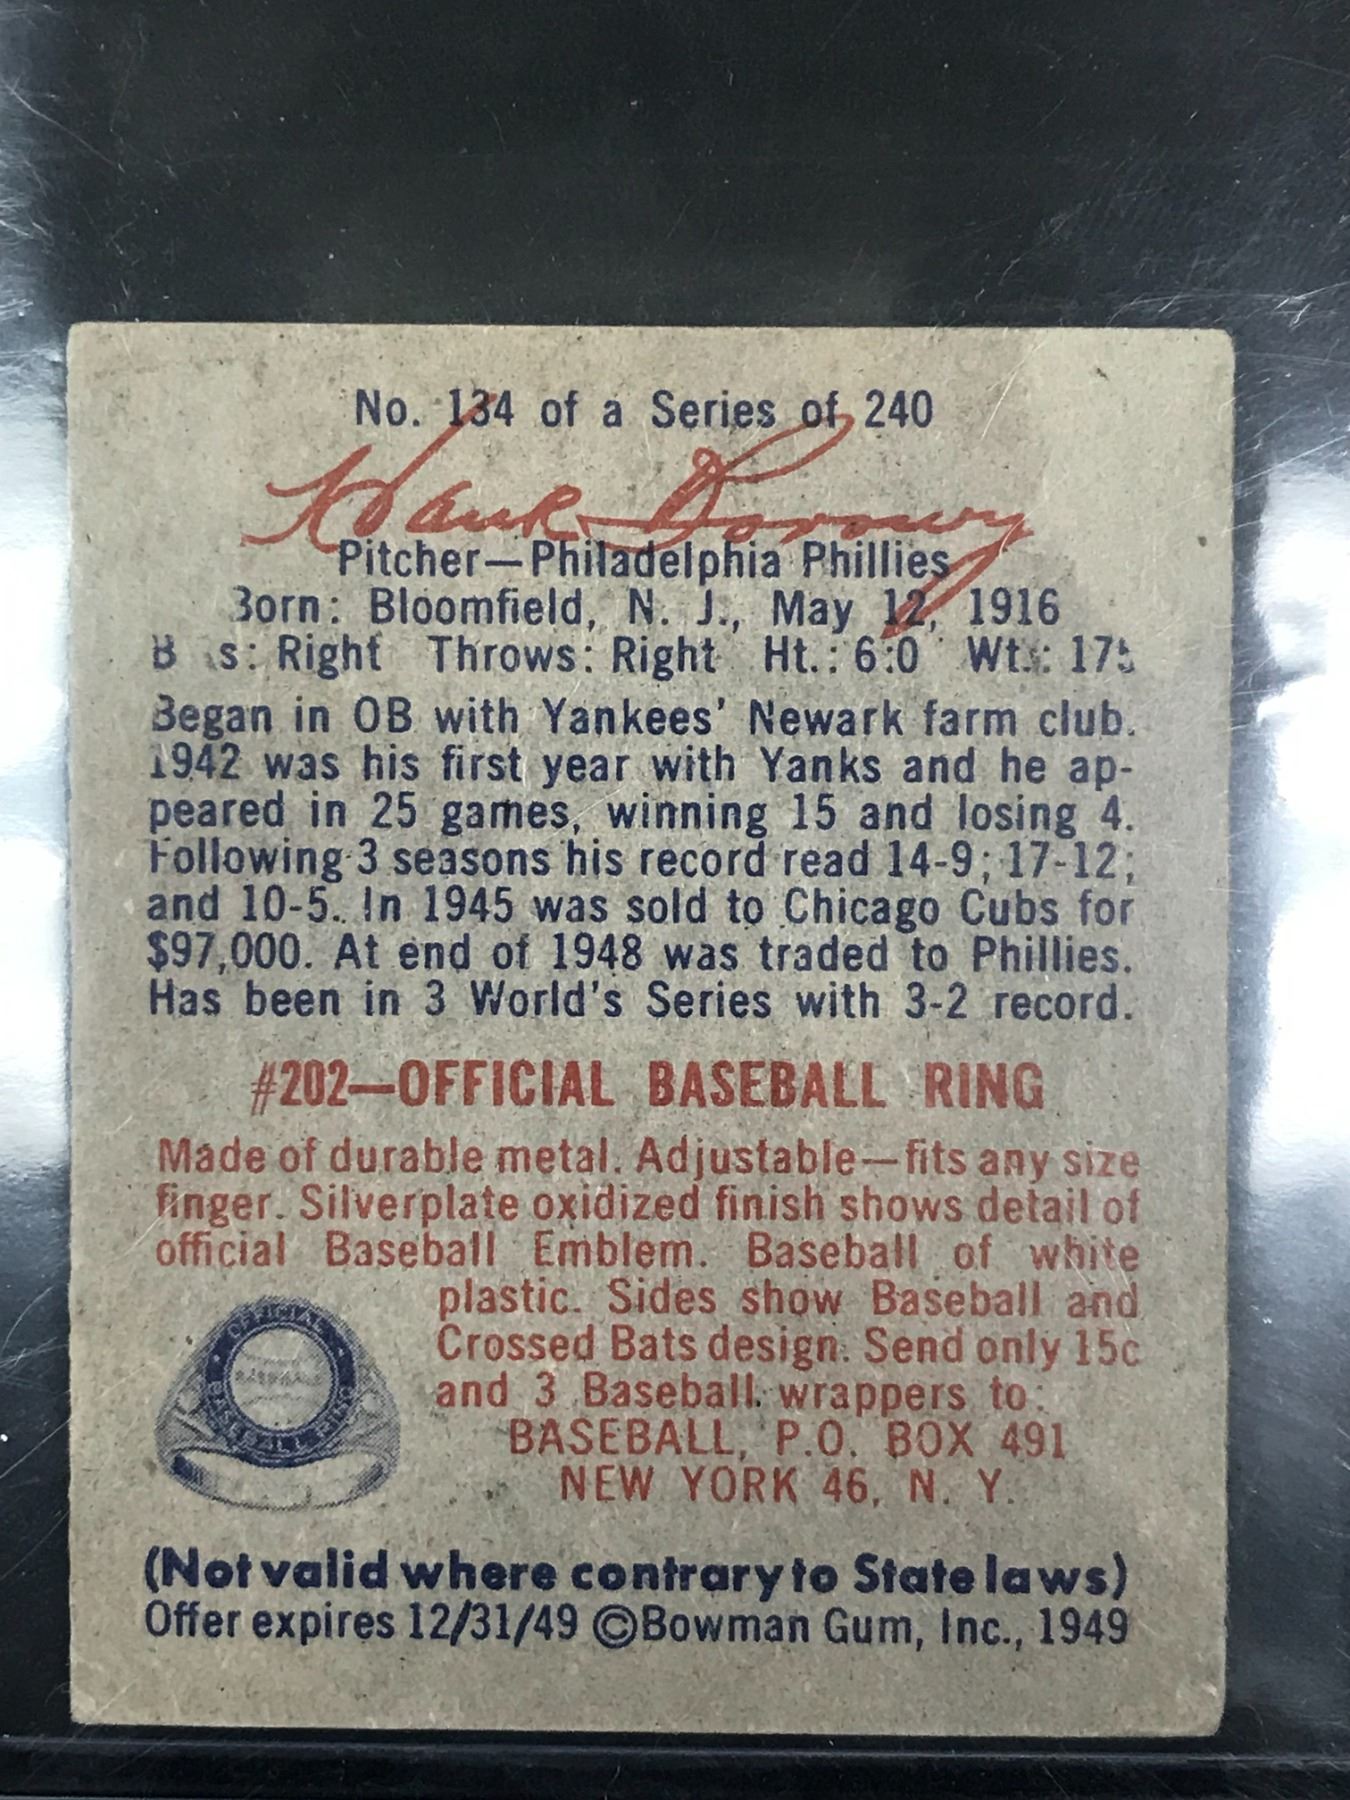 No. 134 of a Series of 240
Hank Borowy
Pitcher—Philadelphia Phillies
Born: Bloomfield, N. J., May 12, 1916
B s: Right Throws: Right Ht.: 6:0 Wt.: 175
Began in OB with Yankees' Newark farm club.
1942 was his first year with Yanks and he ap-
peared in 25 games, winning 15 and losing 4.
Following 3 seasons his record read 14-9; 17-12;
and 10-5. In 1945 was sold to Chicago Cubs for
$97,000. At end of 1948 was traded to Phillies.
Has been in 3 World's Series with 3-2 record.
#202—OFFICIAL BASEBALL RING
Made of durable metal. Adjustable—fits any size
finger. Silverplate oxidized finish shows detail of
official Baseball Emblem. Baseball of white
plastic. Sides show Baseball and
Crossed Bats design. Send only 15c
and 3 Baseball wrappers to:
BASEBALL, P.O. BOX 491
NEW YORK 46, N. Y.
OFFICIAL
BASEBALL RING
(Not valid where contrary to State laws)
Offer expires 12/31/49 ©Bowman Gum, Inc., 1949